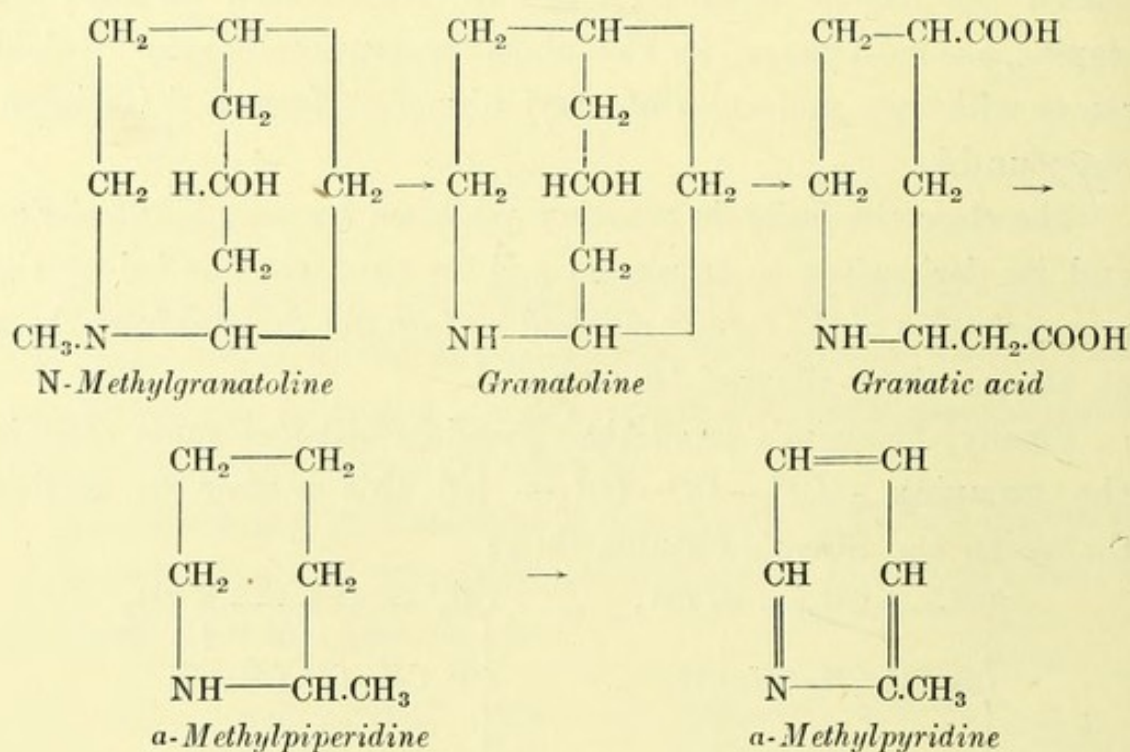 CH₂—CH CH₂—CH CH₂—CH.COOH
CH₂ CH₂
CH₂ H.COH CH₂ → CH₂ HCOH CH₂ → CH₂ CH₂ →
CH₂ CH₂
CH₃.N—CH NH—CH NH—CH.CH₂.COOH
N-Methylgranatoline Granatoline Granatic acid
CH₂—CH₂ CH=CH
CH₂ CH₂ → CH CH
NH—CH.CH₃ N—C.CH₃
a-Methylpiperidine a-Methylpyridine